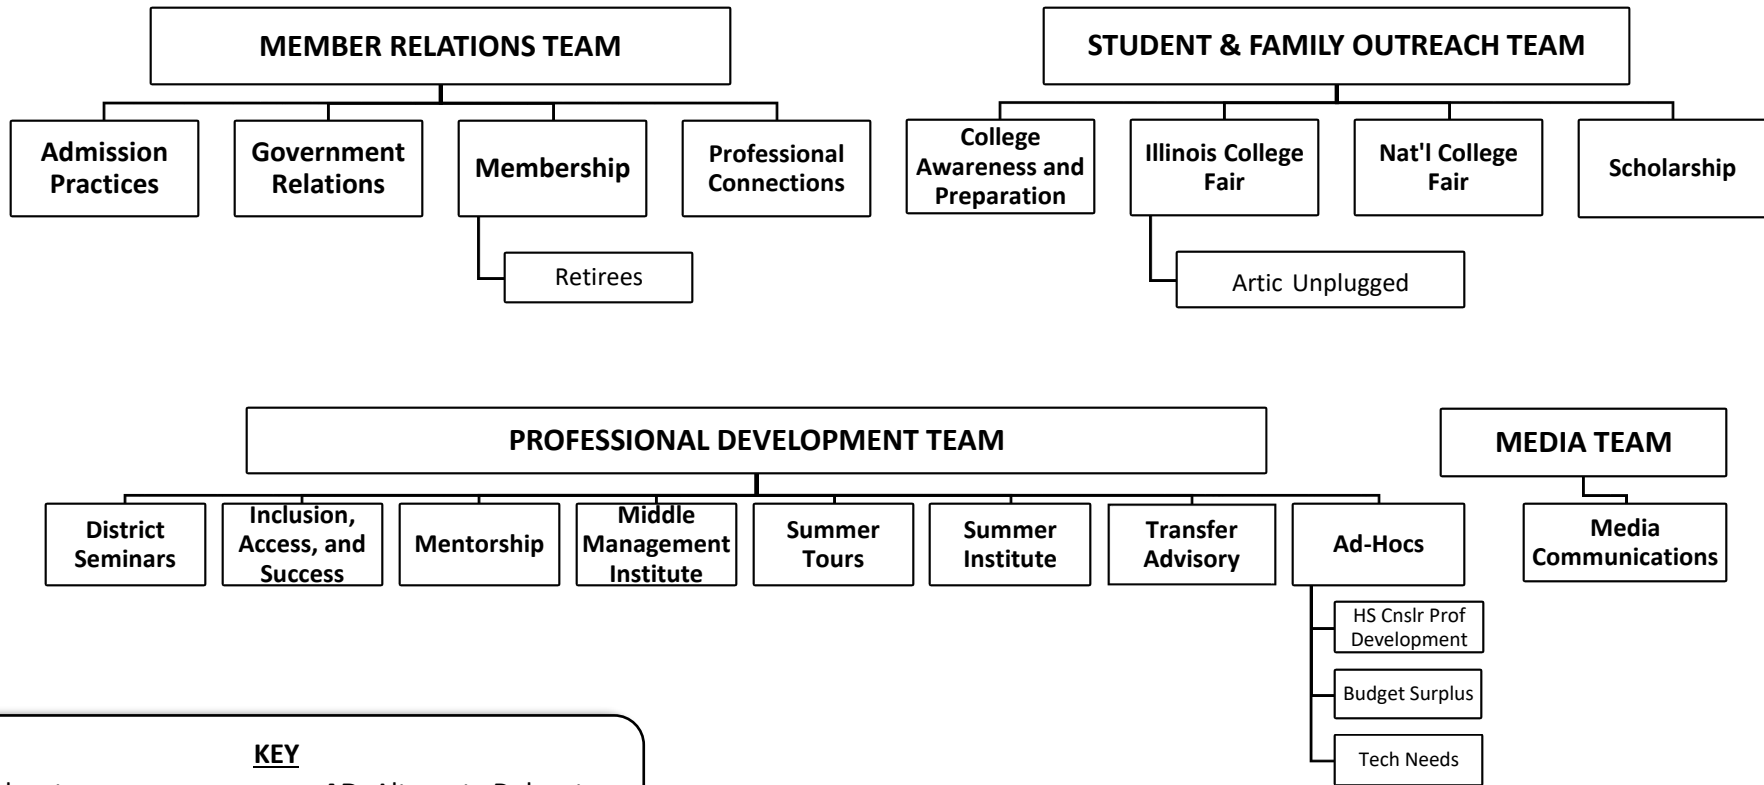 MEMBER RELATIONS TEAM
Admission
Practices
Government
Relations
Membership
Professional
Connections
Retirees
STUDENT & FAMILY OUTREACH TEAM
College
Awareness and
Preparation
Illinois College
Fair
Nat'l College
Fair
Scholarship
Artic Unplugged
PROFESSIONAL DEVELOPMENT TEAM
District
Seminars
Inclusion,
Access, and
Success
Mentorship
Middle
Management
Institute
Summer
Tours
Summer
Institute
Transfer
Advisory
Ad-Hocs
HS Cnslr Prof
Development
Budget Surplus
Tech Needs
MEDIA TEAM
Media
Communications
KEY